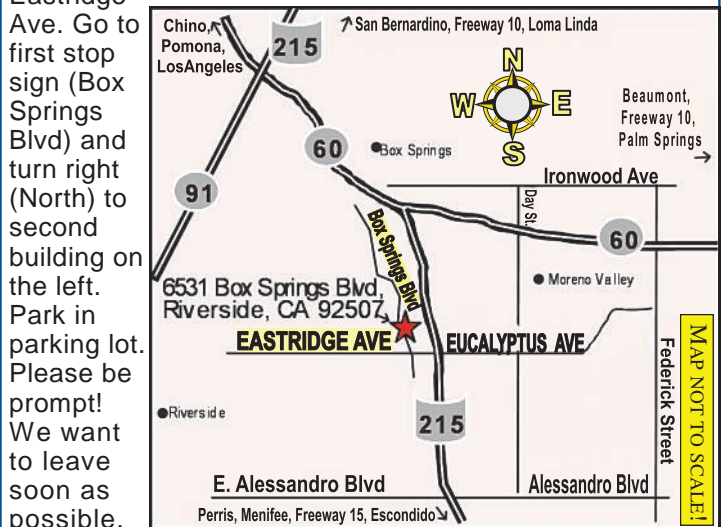 Eastridge
Ave. Go to
first stop
sign (Box
Springs
Blvd) and
turn right
(North) to
second
building on
the left.
Park in
parking lot.
Please be
prompt!
We want
to leave
soon as
possible.
Chino,
Pomona,
LosAngeles
215
San Bernardino, Freeway 10, Loma Linda
N
W
E
S
Beaumont,
Freeway 10,
Palm Springs
60
Box Springs
Ironwood Ave
91
Day St.
Box Springs Blvd
60
6531 Box Springs Blvd,
Riverside, CA 92507
Moreno Valley
EASTRIDGE AVE
EUCALYPTUS AVE
Federick Street
MAP NOT TO SCALE!
Riverside
215
E. Alessandro Blvd
Alessandro Blvd
Perris, Menifee, Freeway 15, Escondido